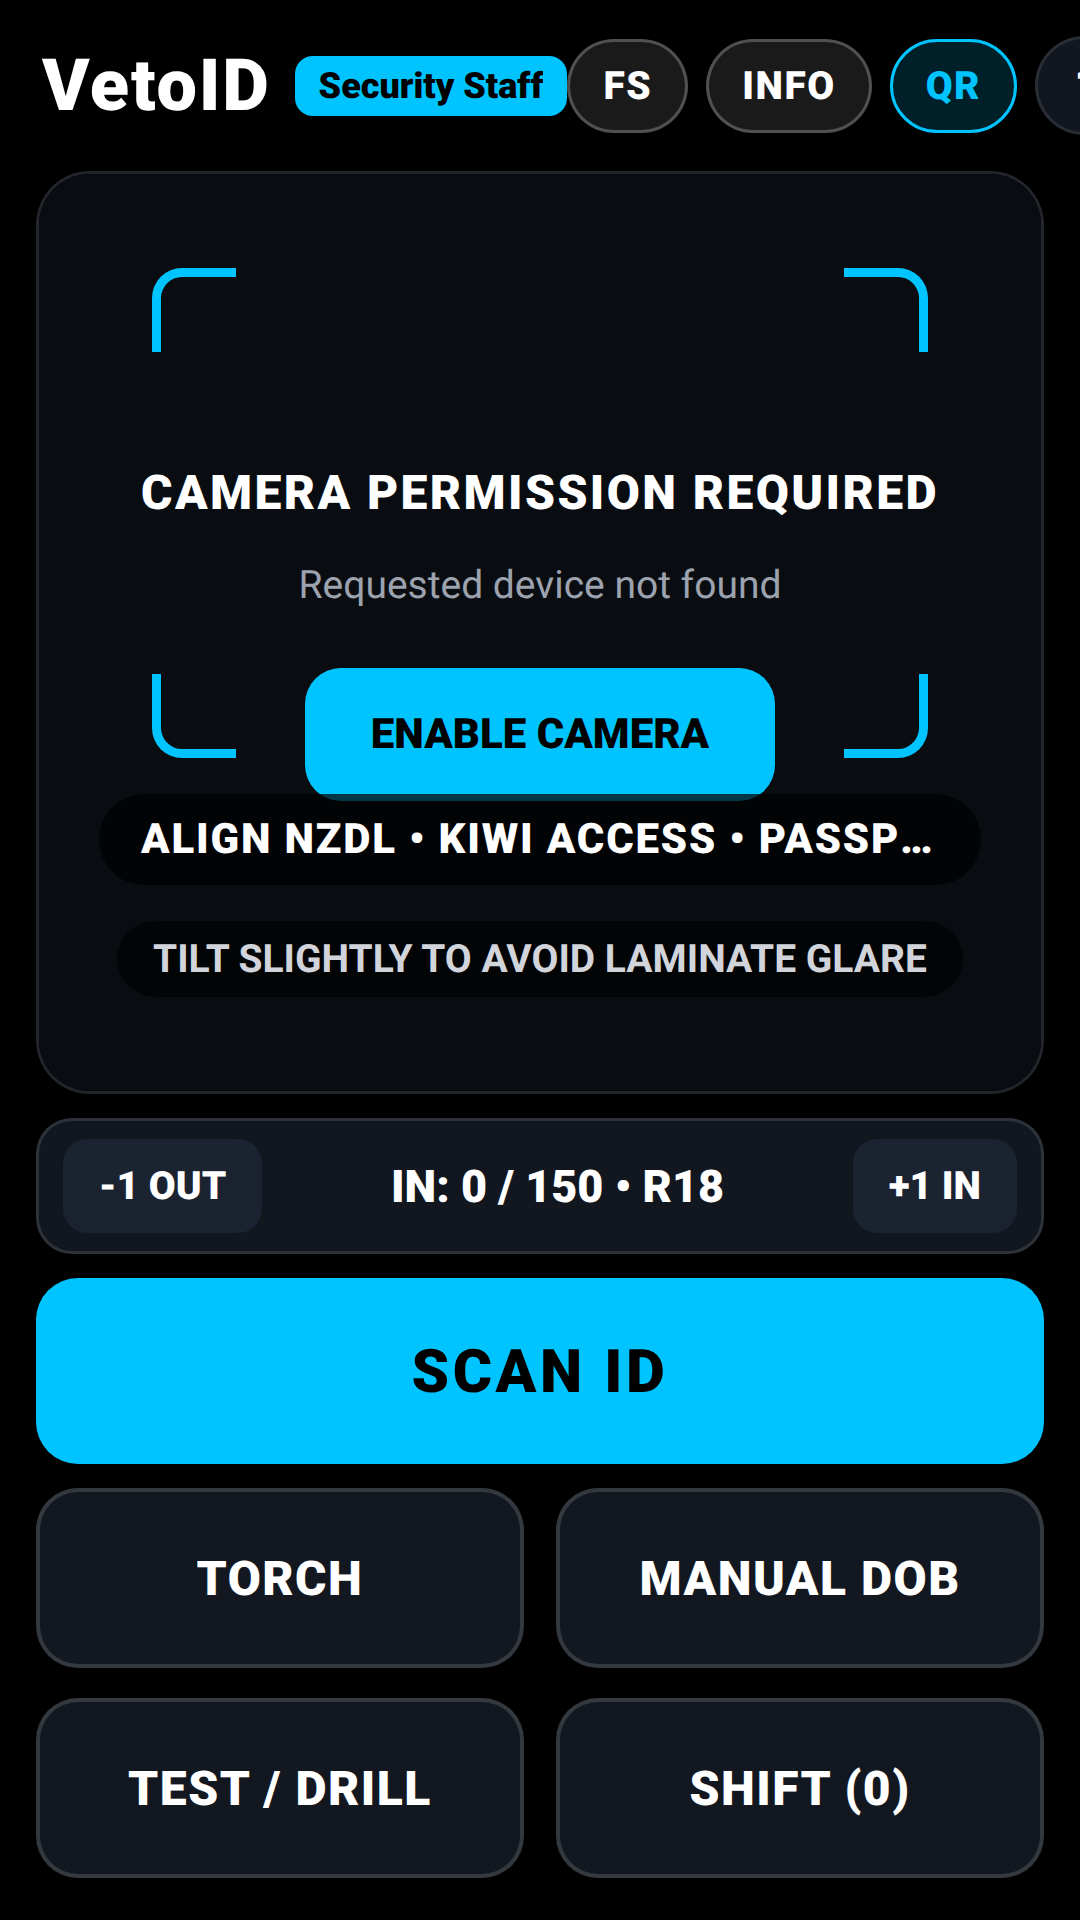 VetoID Security Staff FS INFO QR
CAMERA PERMISSION REQUIRED
Requested device not found
ENABLE CAMERA
ALIGN NZDL • KIWI ACCESS • PASSP…
TILT SLIGHTLY TO AVOID LAMINATE GLARE
-1 OUT IN: 0 / 150 • R18 +1 IN
SCAN ID
TORCH MANUAL DOB
TEST / DRILL SHIFT (0)